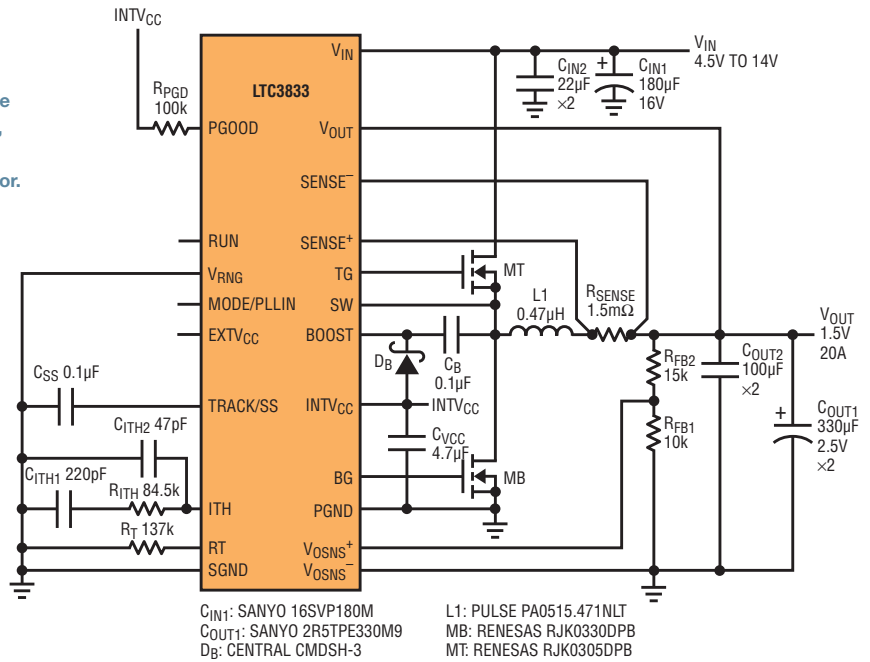 INTVCC
e
,
or.
RPGD
100k
LTC3833
PGOOD
RUN
VRNG
MODE/PLLIN
EXTVCC
CSS 0.1µF
TRACK/SS
CITH2 47pF
CITH1 220pF
RITH 84.5k
ITH
RT 137k
RT
SGND
VIN
VOUT
SENSE–
SENSE+
TG
SW
BOOST
INTVCC
BG
PGND
VOSNS+
VOSNS–
VIN
4.5V TO 14V
CIN2
22µF
×2
+
CIN1
180µF
16V
MT
L1
0.47µH
RSENSE
1.5mΩ
DB
CB
0.1µF
INTVCC
CVCC
4.7µF
MB
VOUT
1.5V
20A
RFB2
15k
RFB1
10k
COUT2
100µF
×2
+
COUT1
330µF
2.5V
×2
CIN1: SANYO 16SVP180M
COUT1: SANYO 2R5TPE330M9
DB: CENTRAL CMDSH-3
L1: PULSE PA0515.471NLT
MB: RENESAS RJK0330DPB
MT: RENESAS RJK0305DPB